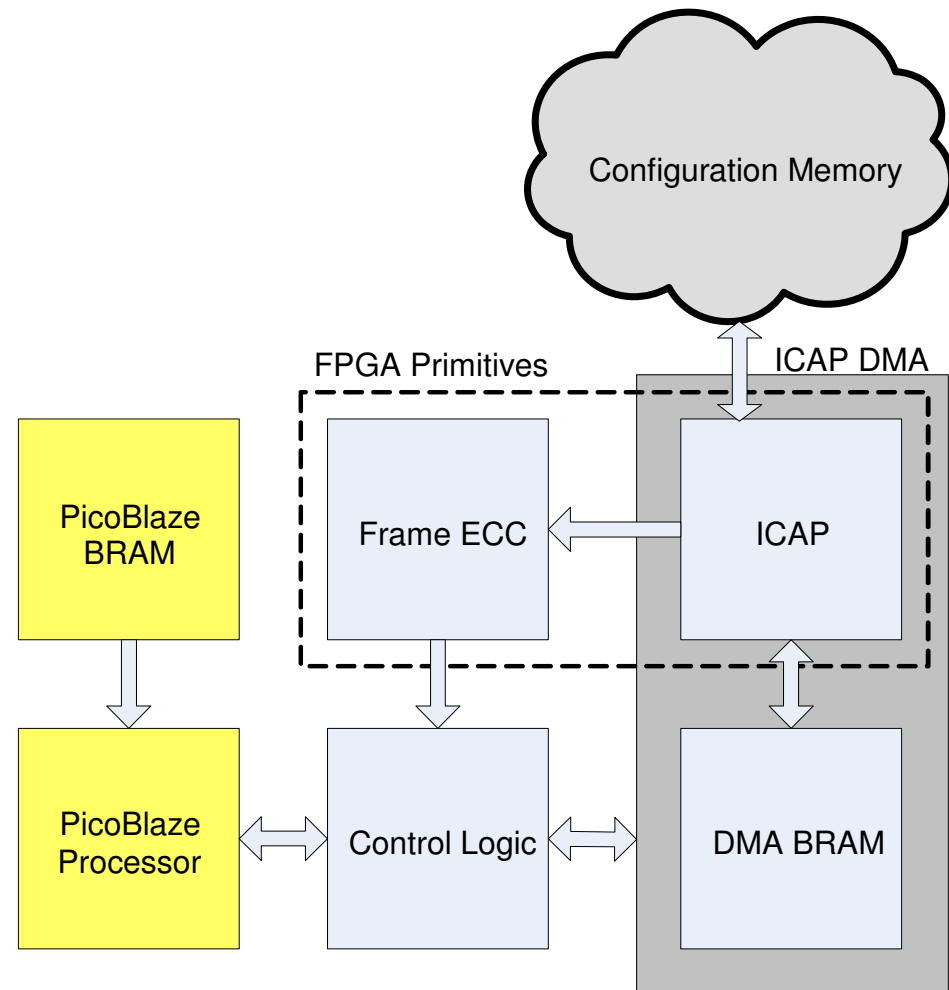 Configuration Memory
FPGA Primitives
ICAP DMA
PicoBlaze
BRAM
Frame ECC
ICAP
PicoBlaze
Processor
Control Logic
DMA BRAM